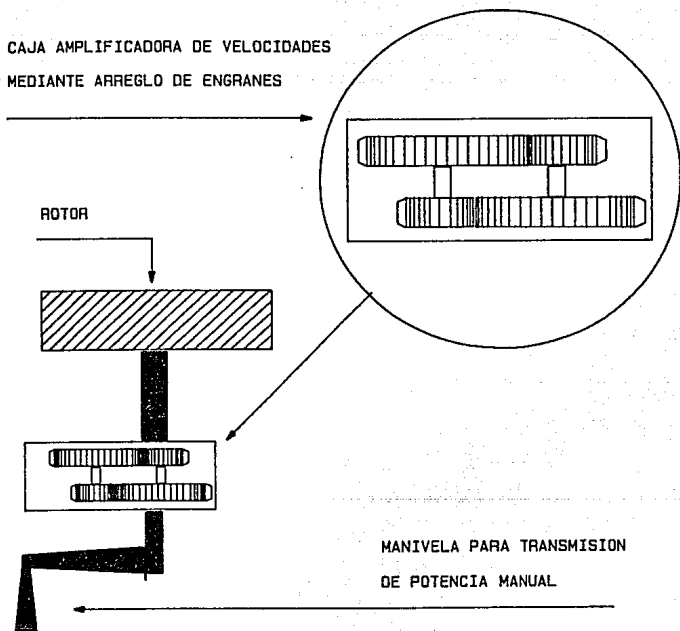 CAJA AMPLIFICADORA DE VELOCIDADES
MEDIANTE ARREGLO DE ENGRANES
ROTOR
MANIVELA PARA TRANSMISION
DE POTENCIA MANUAL